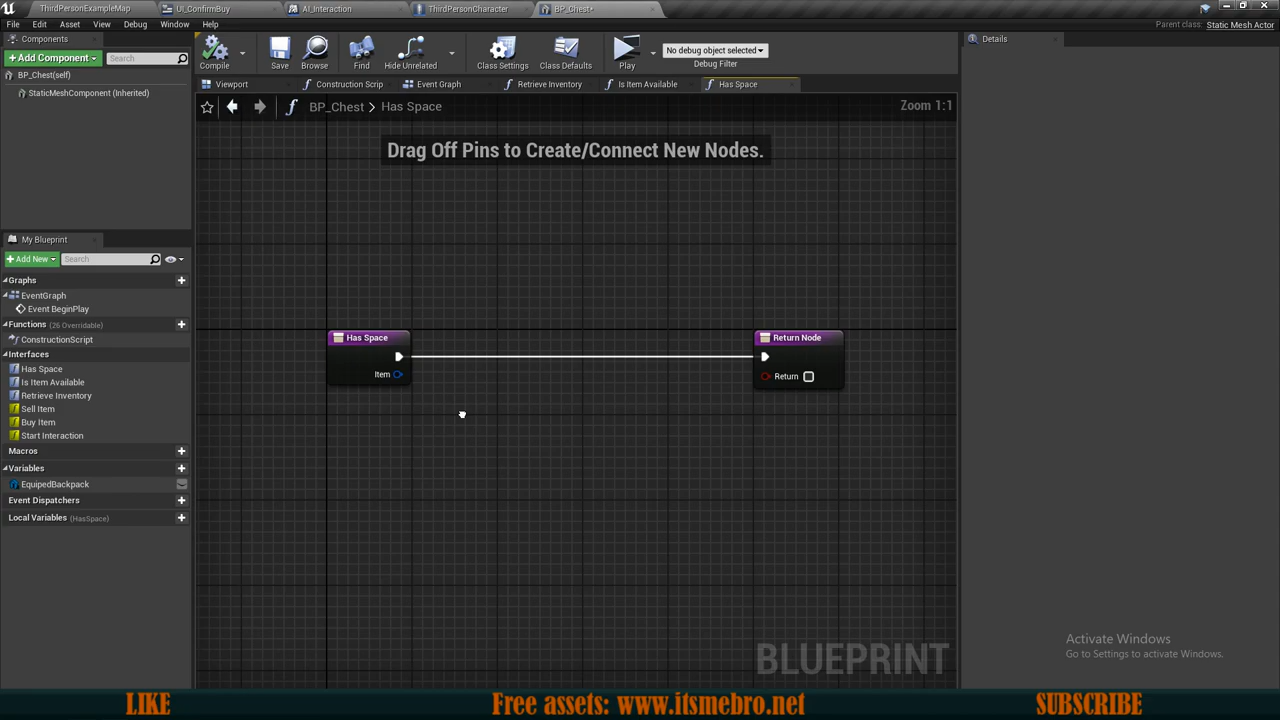 ThirdPersonExampleMap
UI_ConfirmBuy
AI_Interaction
ThirdPersonCharacter
BP_Chest*
File Edit Asset View Debug Window Help
Parent class: Static Mesh Actor
Components
+ Add Component
Search
BP_Chest(self)
StaticMeshComponent (Inherited)
Compile
Save
Browse
Find
Hide Unrelated
Class Settings
Class Defaults
Play
No debug object selected
Debug Filter
Details
Viewport
Construction Scrip
Event Graph
Retrieve Inventory
Is Item Available
Has Space
BP_Chest > Has Space
Zoom 1:1
Drag Off Pins to Create/Connect New Nodes.
My Blueprint
+ Add New
Search
Graphs
EventGraph
Event BeginPlay
Functions (26 Overridable)
ConstructionScript
Interfaces
Has Space
Is Item Available
Retrieve Inventory
Sell Item
Buy Item
Start Interaction
Macros
Variables
EquipedBackpack
Event Dispatchers
Local Variables (HasSpace)
Has Space
Item
Return Node
Return
BLUEPRINT
Activate Windows
Go to Settings to activate Windows.
LIKE
Free assets: www.itsmebro.net
SUBSCRIBE